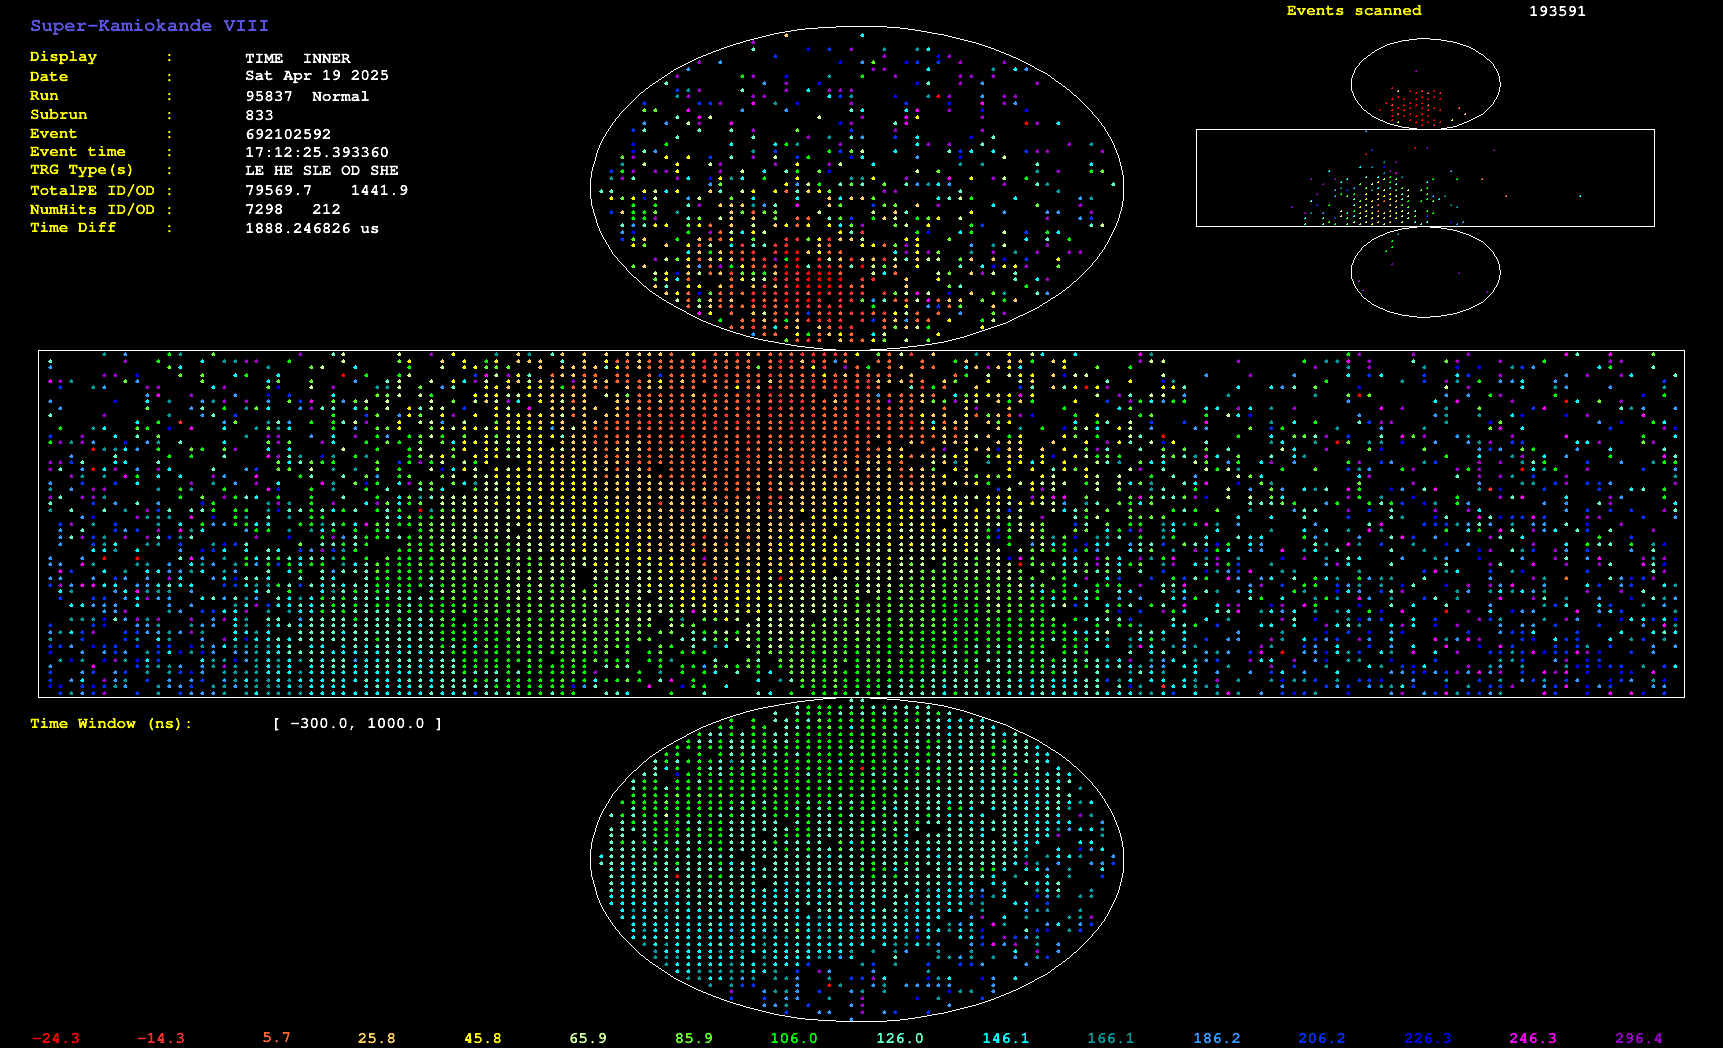 Super-Kamiokande VIII
Display : TIME INNER
Date : Sat Apr 19 2025
Run : 95837 Normal
Subrun : 833
Event : 692102592
Event time : 17:12:25.393360
TRG Type(s) : LE HE SLE OD SHE
TotalPE ID/OD : 79569.7 1441.9
NumHits ID/OD : 7298 212
Time Diff : 1888.246826 us
Events scanned 193591
Time Window (ns): [ -300.0, 1000.0 ]
-24.3 -14.3 5.7 25.8 45.8 65.9 85.9 106.0 126.0 146.1 166.1 186.2 206.2 226.3 246.3 296.4